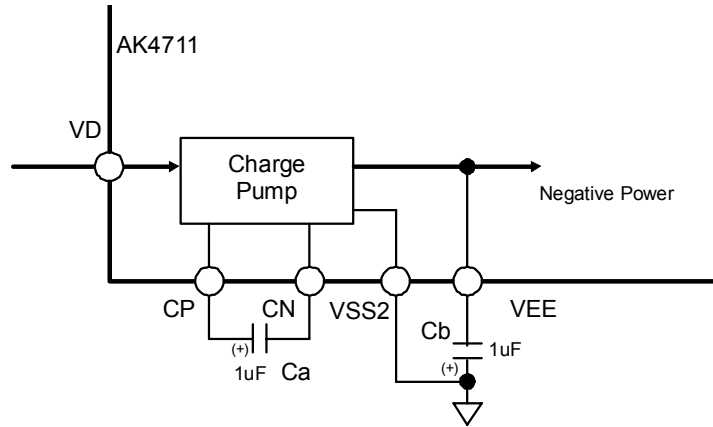 AK4711
VD
Charge
Pump
Negative Power
CP
CN
VSS2
VEE
Cb
1uF
(+)
(+)
1uF
Ca